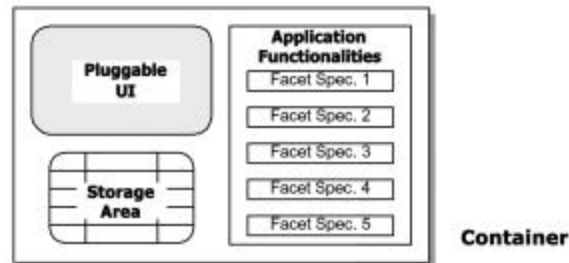 Pluggable
UI
Storage
Area
Application
Functionalities
Facet Spec. 1
Facet Spec. 2
Facet Spec. 3
Facet Spec. 4
Facet Spec. 5
Container